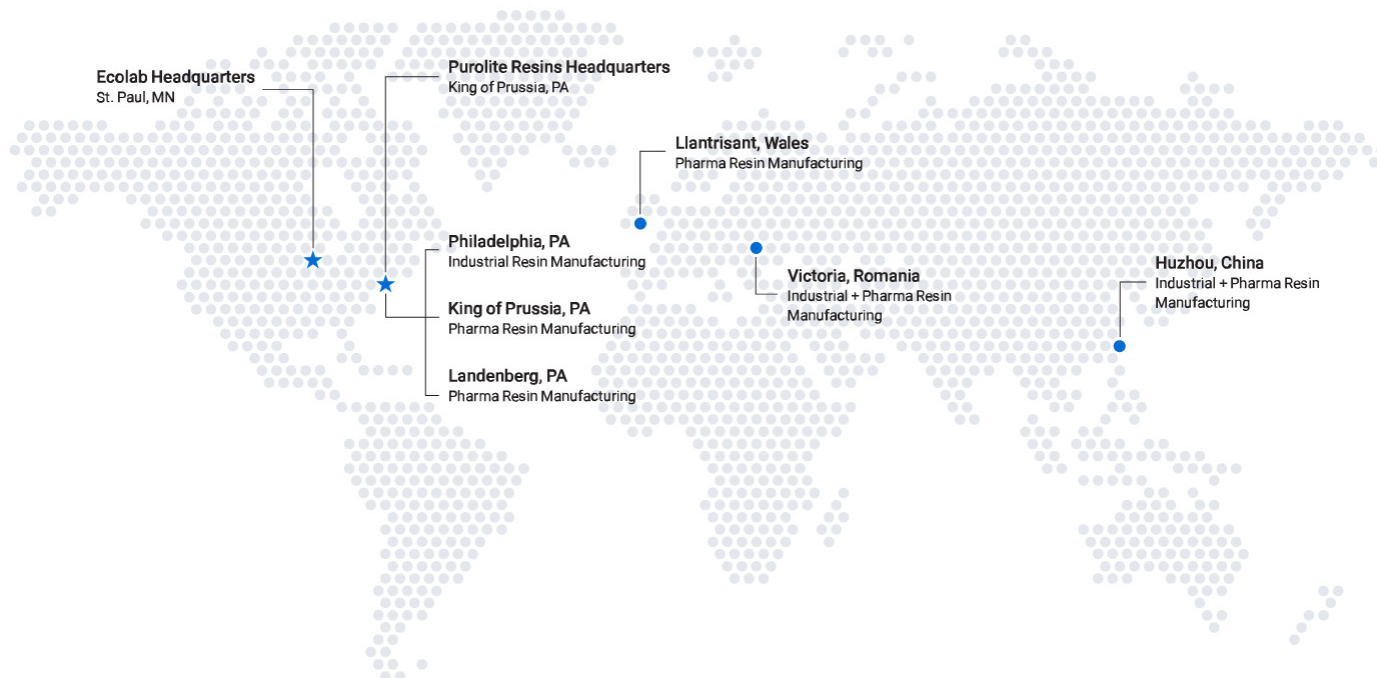 Ecolab Headquarters
St. Paul, MN
Purolite Resins Headquarters
King of Prussia, PA
Llantrisant, Wales
Pharma Resin Manufacturing
Philadelphia, PA
Industrial Resin Manufacturing
King of Prussia, PA
Pharma Resin Manufacturing
Landenberg, PA
Pharma Resin Manufacturing
Victoria, Romania
Industrial + Pharma Resin
Manufacturing
Huzhou, China
Industrial + Pharma Resin
Manufacturing